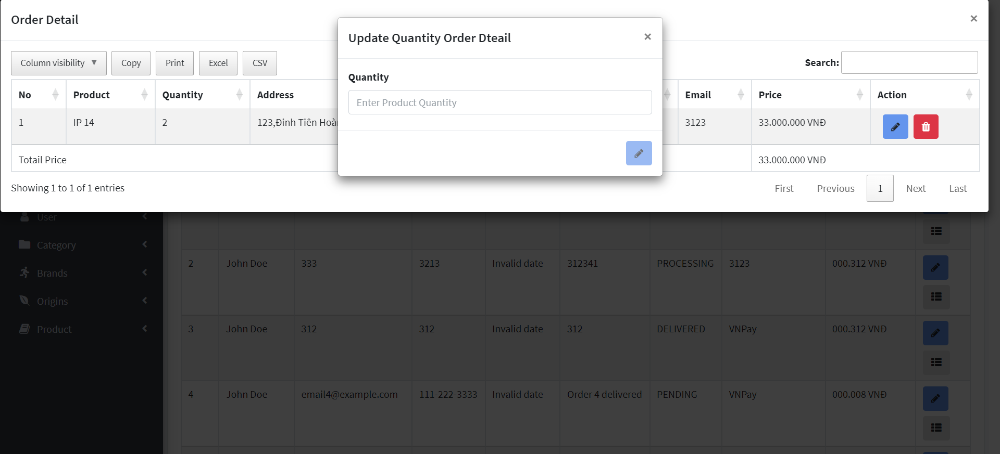 Order Detail
×
Update Quantity Order Dteail
×
Column visibility ▼
Copy
Print
Excel
CSV
Search:
Quantity
Enter Product Quantity
No
Product
Quantity
Address
Email
Price
Action
1
IP 14
2
123,Đinh Tiên
3123
33.000.000 VNĐ
Totail Price
33.000.000 VNĐ
Showing 1 to 1 of 1 entries
First
Previous
1
Next
Last
User
Category
Brands
Origins
Product
2
John Doe
333
3213
Invalid date
312341
PROCESSING
3123
000.312 VNĐ
3
John Doe
312
312
Invalid date
312
DELIVERED
VNPay
000.312 VNĐ
4
John Doe
email4@example.com
111-222-3333
Invalid date
Order 4 delivered
PENDING
VNPay
000.008 VNĐ